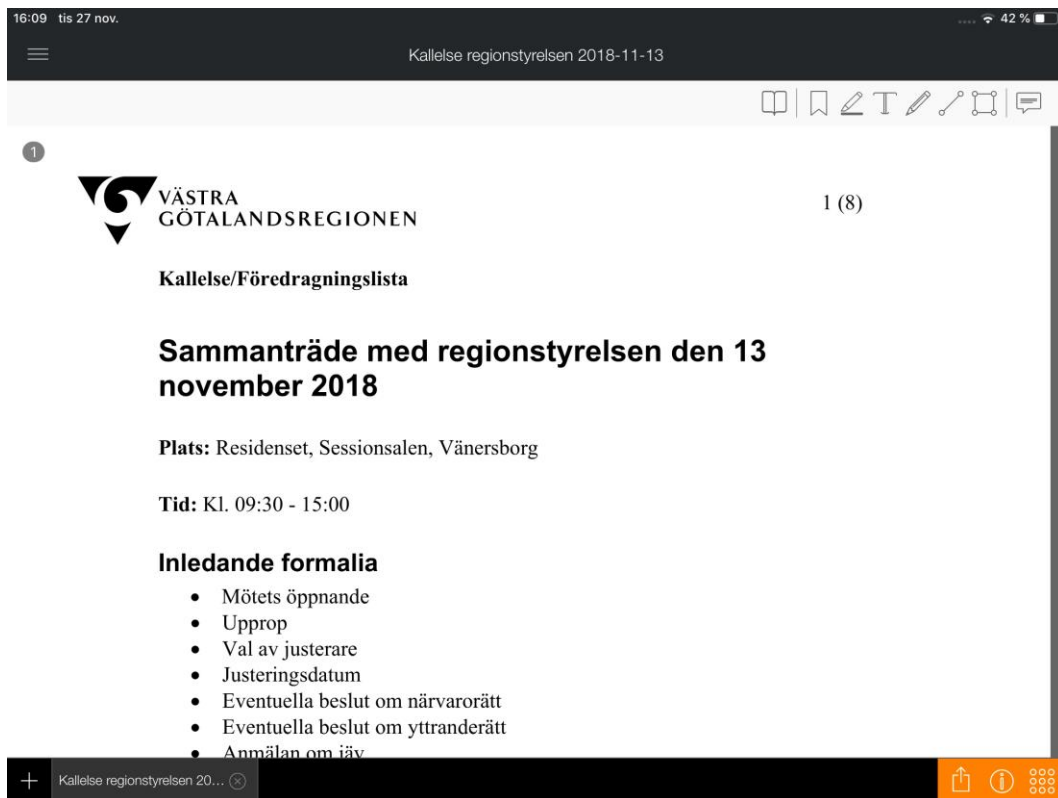 16:09 tis 27 nov.
42 %
Kallelse regionstyrelsen 2018-11-13
1
VÄSTRA
GÖTALANDSREGIONEN
1 (8)
Kallelse/Föredragningslista
Sammanträde med regionstyrelsen den 13
november 2018
Plats: Residenset, Sessionsalen, Vänersborg
Tid: Kl. 09:30 - 15:00
Inledande formalia
• Mötets öppnande
• Upprop
• Val av justerare
• Justeringsdatum
• Eventuella beslut om närvarorätt
• Eventuella beslut om yttranderätt
• Anmälan om jäv
Kallelse regionstyrelsen 20...